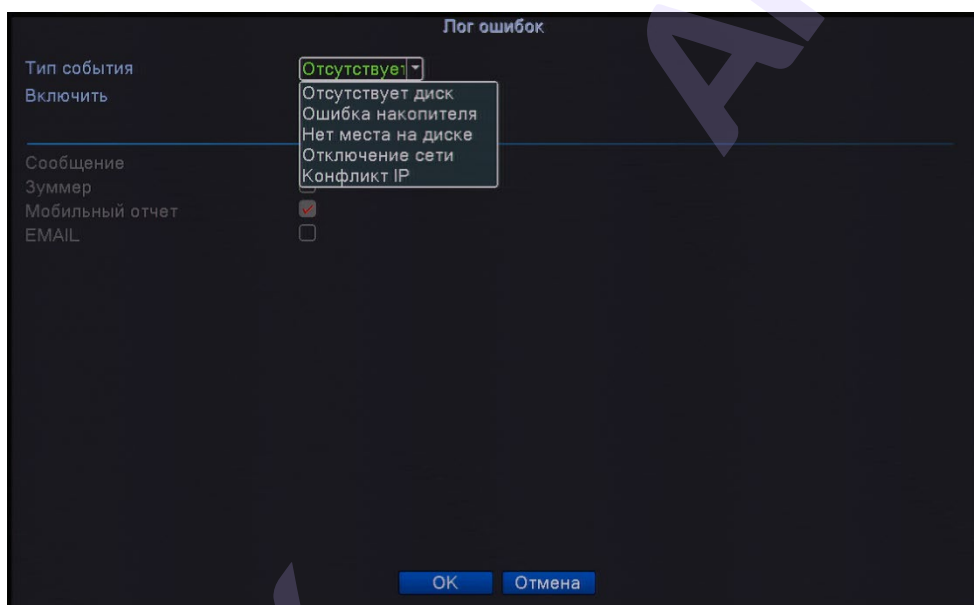 Лог ошибок
Тип события Отсутствует
Включить
Отсутствует диск
Ошибка накопителя
Нет места на диске
Отключение сети
Конфликт IP
Сообщение
Зуммер
Мобильный отчет
EMAIL
OK Отмена